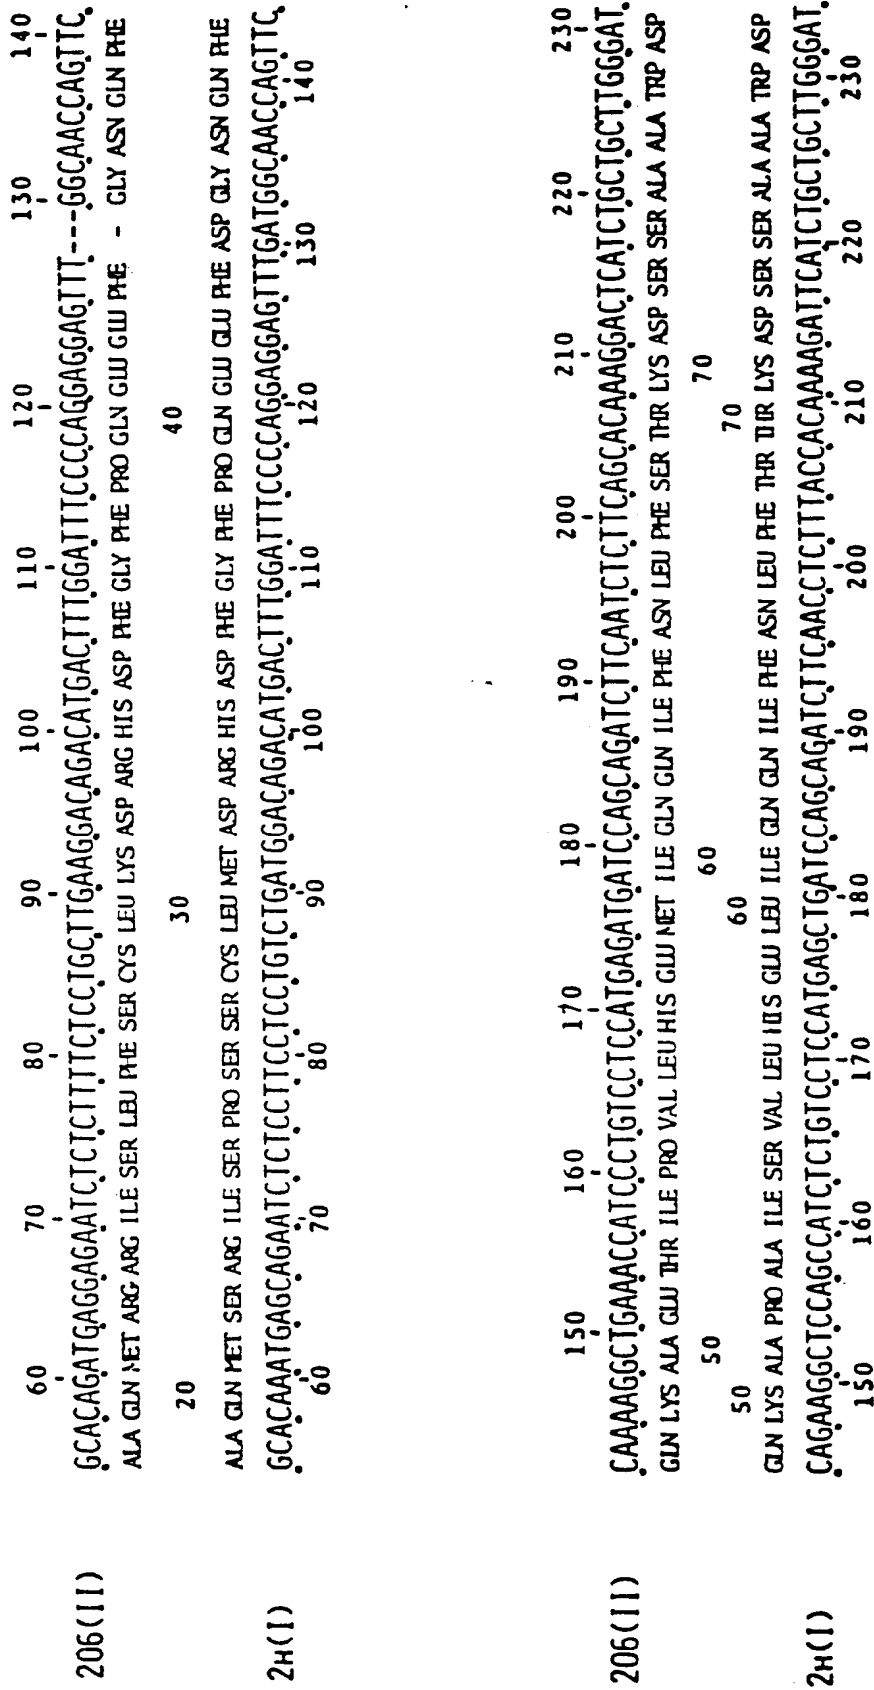 60 70 80 90 100 110 120 130 140
206(II) GCACAGATGAGGAGAATCTCTCTTTTCTCCTGCTTGAAGGACAGACATGACTTTGGATTTCCCCAGGAGGAGTTT---GGCAACCAGTTC
ALA GLN MET ARG ARG ILE SER LEU PHE SER CYS LEU LYS ASP ARG HIS ASP PHE GLY PHE PRO GLN GLU GLU PHE - GLY ASN GLN PHE
20 30 40
ALA GLN MET SER ARG ILE SER PRO SER SER CYS LEU MET ASP ARG HIS ASP PHE GLY PHE PRO GLN GLU GLU PHE ASP GLY ASN GLN PHE
2H(I) GCACAAATGAGCAGAATCTCTCCTTCCTCCTGTCTGATGGACAGACATGACTTTGGATTTCCCCAGGAGGAGTTTGATGGCAACCAGTTC
60 70 80 90 100 110 120 130 140
150 160 170 180 190 200 210 220 230
206(II) CAAAAGGCTGAAACCATCCCTGTCCTCCATGAGATGATCCAGCAGATCTTCAATCTCTTCAGCACAAAGGACTCATCTGCTGCTTGGGAT
GLN LYS ALA GLU THR ILE PRO VAL LEU HIS GLU MET ILE GLN GLN ILE PHE ASN LEU PHE SER THR LYS ASP SER SER ALA ALA TRP ASP
50 60 70
50 60 70
GLN LYS ALA PRO ALA ILE SER VAL LEU HIS GLU LEU ILE GLN GLN ILE PHE ASN LEU PHE THR THR LYS ASP SER SER ALA ALA TRP ASP
2H(I) CAGAAGGCTCCAGCCATCTCTGTCCTCCATGAGCTGATCCAGCAGATCTTCAACCTCTTTACCACAAAAGATTCATCTGCTGCTTGGGAT
150 160 170 180 190 200 210 220 230